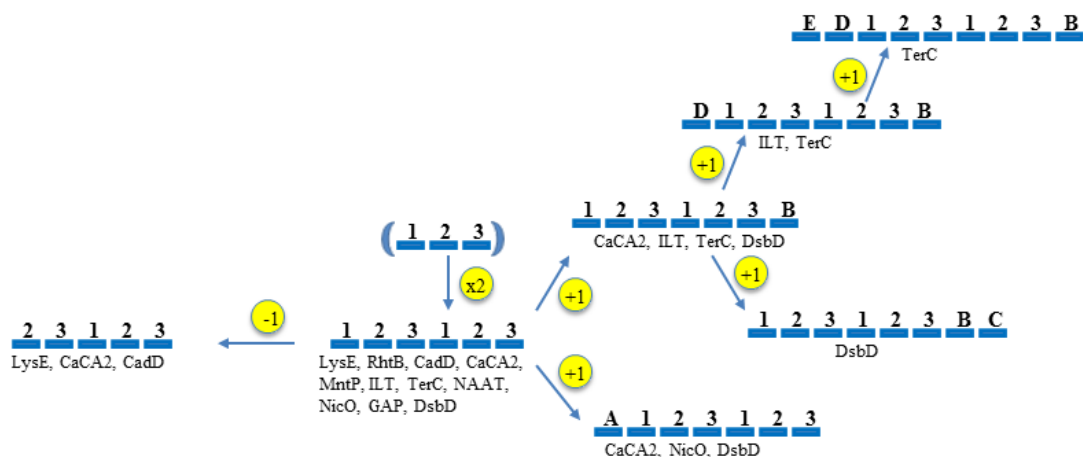 E D 1 2 3 1 2 3 B
TerC
+1
D 1 2 3 1 2 3 B
ILT, TerC
+1
1 2 3 1 2 3 B
CaCA2, ILT, TerC, DsbD
( 1 2 3 )
x2
+1
+1
-1
2 3 1 2 3
LysE, CaCA2, CadD
1 2 3 1 2 3
LysE, RhtB, CadD, CaCA2,
MntP, ILT, TerC, NAAT,
NicO, GAP, DsbD
1 2 3 1 2 3 B C
DsbD
+1
A 1 2 3 1 2 3
CaCA2, NicO, DsbD